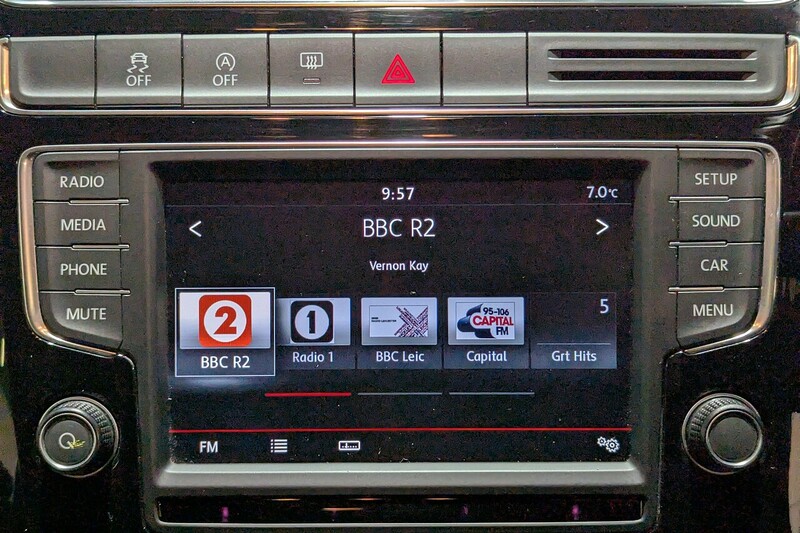 OFF
A
OFF
RADIO
MEDIA
PHONE
MUTE
SETUP
SOUND
CAR
MENU
9:57
7.0°C
<
BBC R2
>
Vernon Kay
2
BBC R2
1
Radio 1
BBC Leic
95-106
CAPITAL
FM
Capital
5
Grt Hits
FM